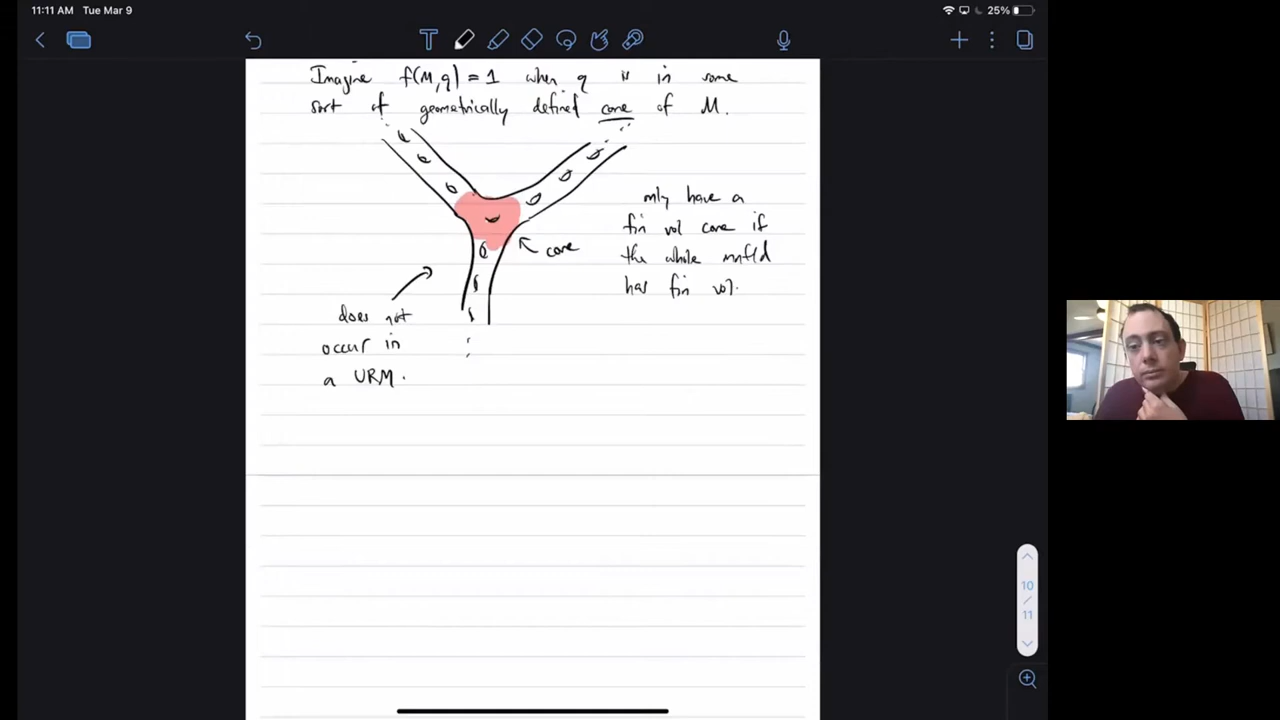 11:11 AM Tue Mar 9
25%
T
Imagine f(M,q) = 1 when q is in some
sort of geometrically defined core of M.
only have a
fin vol core if
the whole mnfld
has fin vol.
core
does not
occur in
a URM.
10
/
11